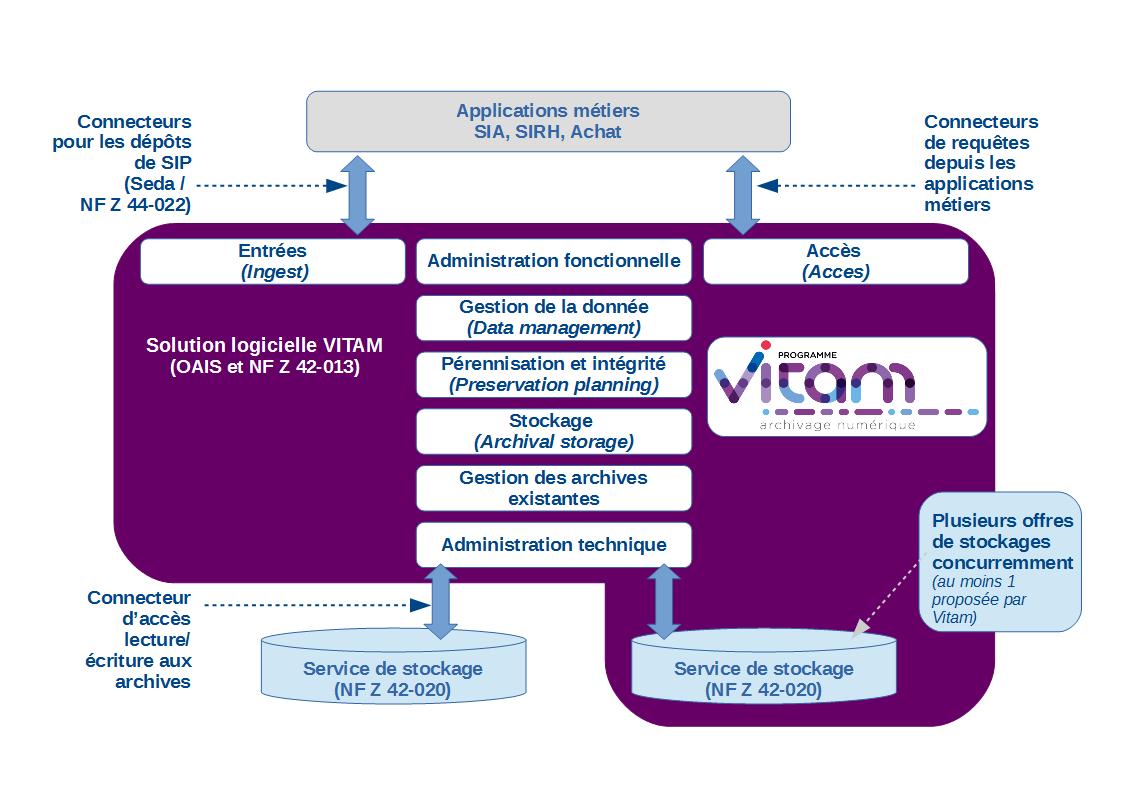 Applications métiers
SIA, SIRH, Achat
Connecteurs
pour les dépôts
de SIP
(Seda /
NF Z 44-022)
Connecteurs
de requêtes
depuis les
applications
métiers
Entrées
(Ingest)
Administration fonctionnelle
Accès
(Acces)
Gestion de la donnée
(Data management)
Solution logicielle VITAM
(OAIS et NF Z 42-013)
Pérennisation et intégrité
(Preservation planning)
PROGRAMME
vitam
archivage numérique
Stockage
(Archival storage)
Gestion des archives
existantes
Administration technique
Plusieurs offres
de stockages
concurremment
(au moins 1
proposée par
Vitam)
Connecteur
d’accès
lecture/
écriture aux
archives
Service de stockage
(NF Z 42-020)
Service de stockage
(NF Z 42-020)